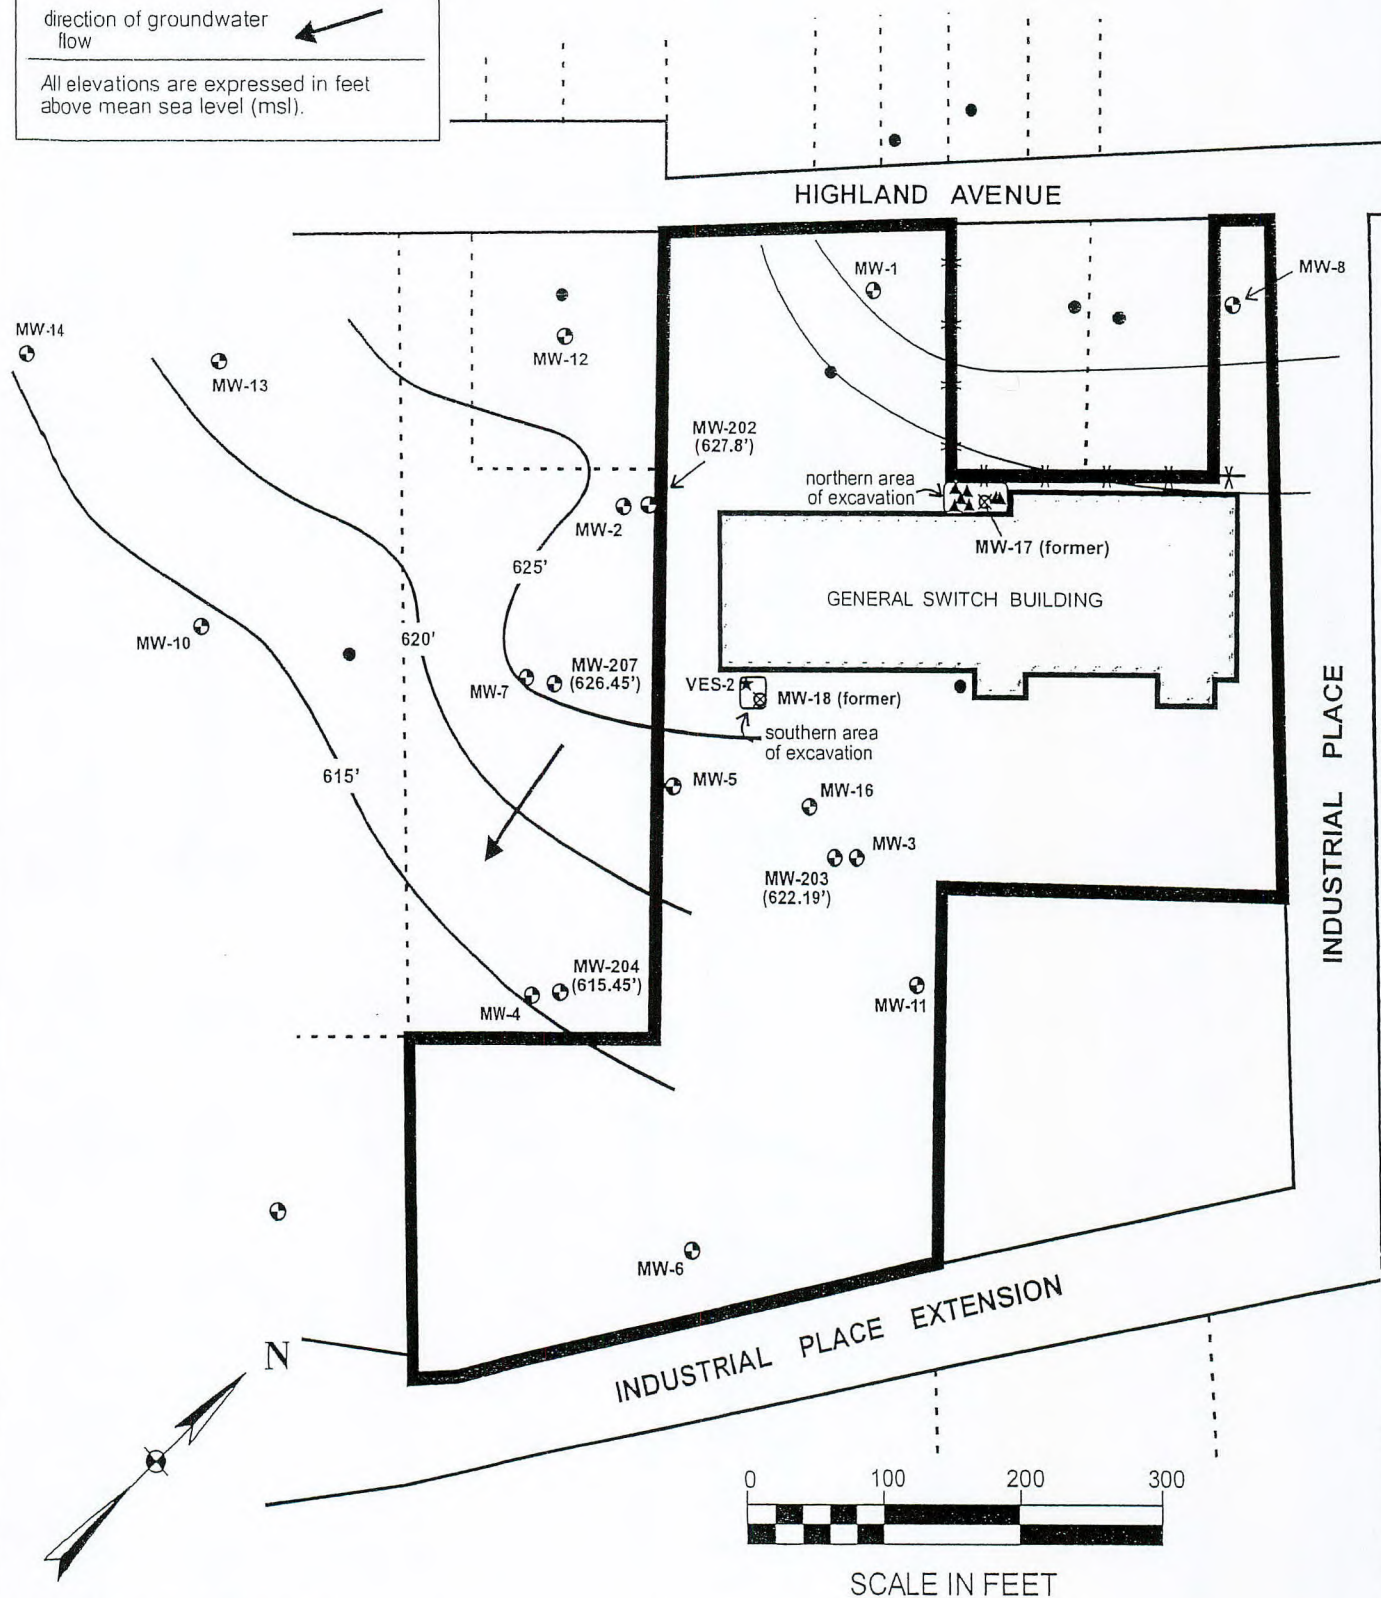 direction of groundwater
flow
All elevations are expressed in feet
above mean sea level (msl).
HIGHLAND AVENUE
MW-1
MW-8
MW-14
MW-12
MW-13
MW-202
(627.8')
northern area
of excavation
MW-2
MW-17 (former)
625'
GENERAL SWITCH BUILDING
MW-10
620'
MW-207
(626.45')
MW-7
VES-2
MW-18 (former)
southern area
of excavation
615'
MW-5
MW-16
MW-3
MW-203
(622.19')
INDUSTRIAL PLACE
MW-204
(615.45')
MW-4
MW-11
MW-6
INDUSTRIAL PLACE EXTENSION
N
0 100 200 300
SCALE IN FEET